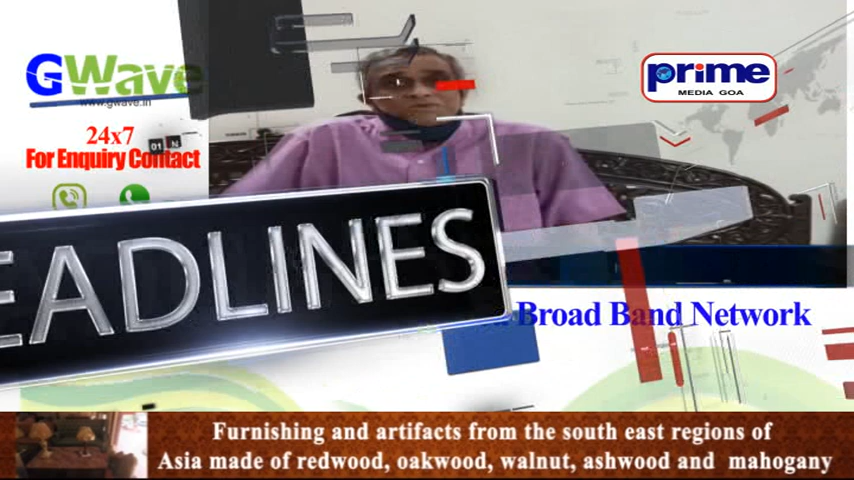 GWave
www.gwave.in
prime
MEDIA GOA
24x7
For Enquiry Contact
EADLINES
Broad Band Network
Furnishing and artifacts from the south east regions of
Asia made of redwood, oakwood, walnut, ashwood and mahogany